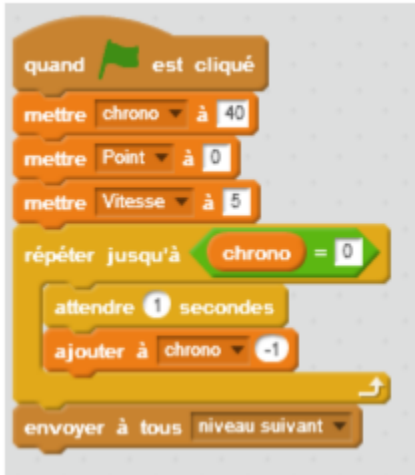 quand est cliqué
mettre chrono à 40
mettre Point à 0
mettre Vitesse à 5
répéter jusqu'à chrono = 0
attendre 1 secondes
ajouter à chrono -1
envoyer à tous niveau suivant